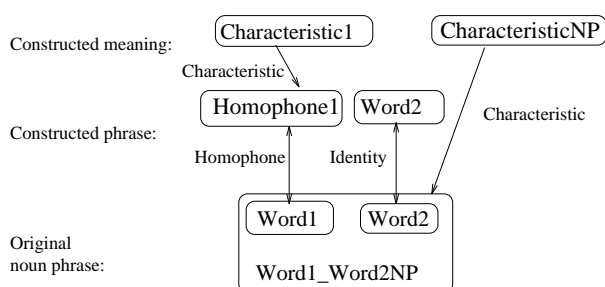 Constructed meaning:
Characteristic1
CharacteristicNP
Characteristic
Constructed phrase:
Homophone1
Word2
Characteristic
Homophone
Identity
Word1
Word2
Original
noun phrase:
Word1_Word2NP